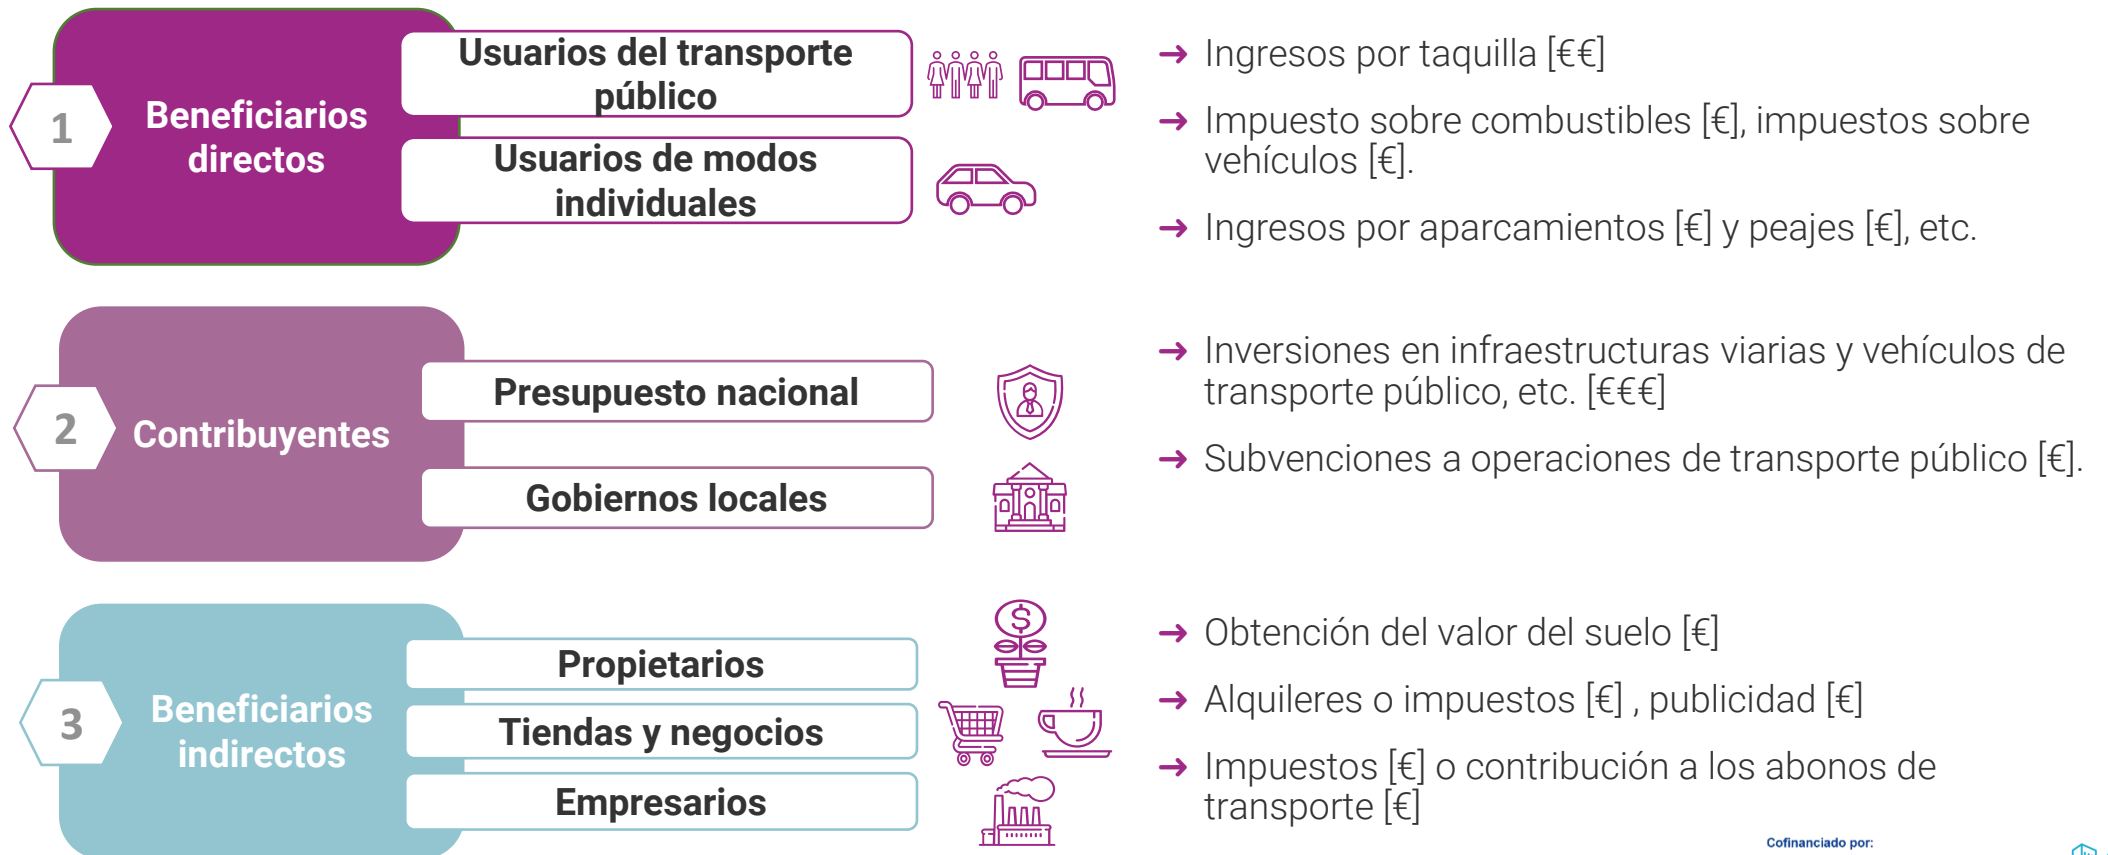 1
Beneficiarios
directos
Usuarios del transporte
público
Usuarios de modos
individuales
➔ Ingresos por taquilla [€€]
➔ Impuesto sobre combustibles [€], impuestos sobre
vehículos [€].
➔ Ingresos por aparcamientos [€] y peajes [€], etc.
2
Contribuyentes
Presupuesto nacional
Gobiernos locales
➔ Inversiones en infraestructuras viarias y vehículos de
transporte público, etc. [€€€]
➔ Subvenciones a operaciones de transporte público [€].
3
Beneficiarios
indirectos
Propietarios
Tiendas y negocios
Empresarios
$
➔ Obtención del valor del suelo [€]
➔ Alquileres o impuestos [€] , publicidad [€]
➔ Impuestos [€] o contribución a los abonos de
transporte [€]
Cofinanciado por: